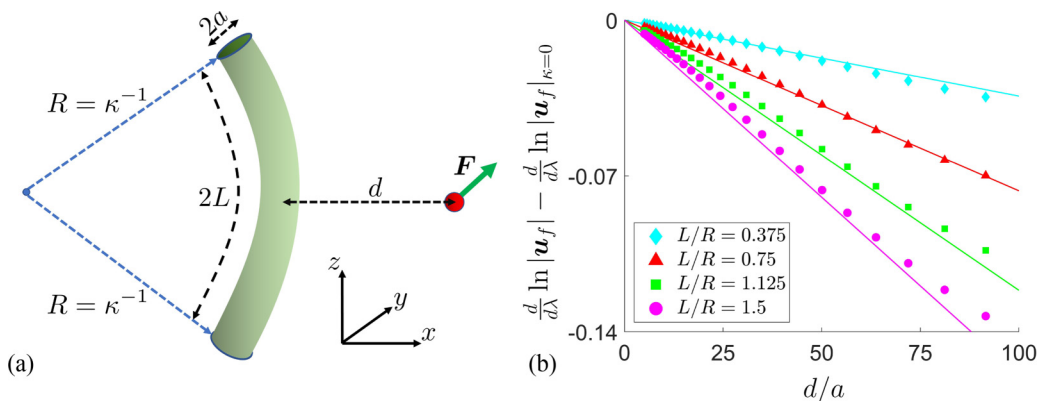 2a
R = κ⁻¹
2L
d
F
R = κ⁻¹
z
y
x
(a)
d/dλ ln |u_f| − d/dλ ln |u_f|_{κ=0}
0
-0.07
-0.14
L/R = 0.375
L/R = 0.75
L/R = 1.125
L/R = 1.5
0 25 50 75 100
d/a
(b)